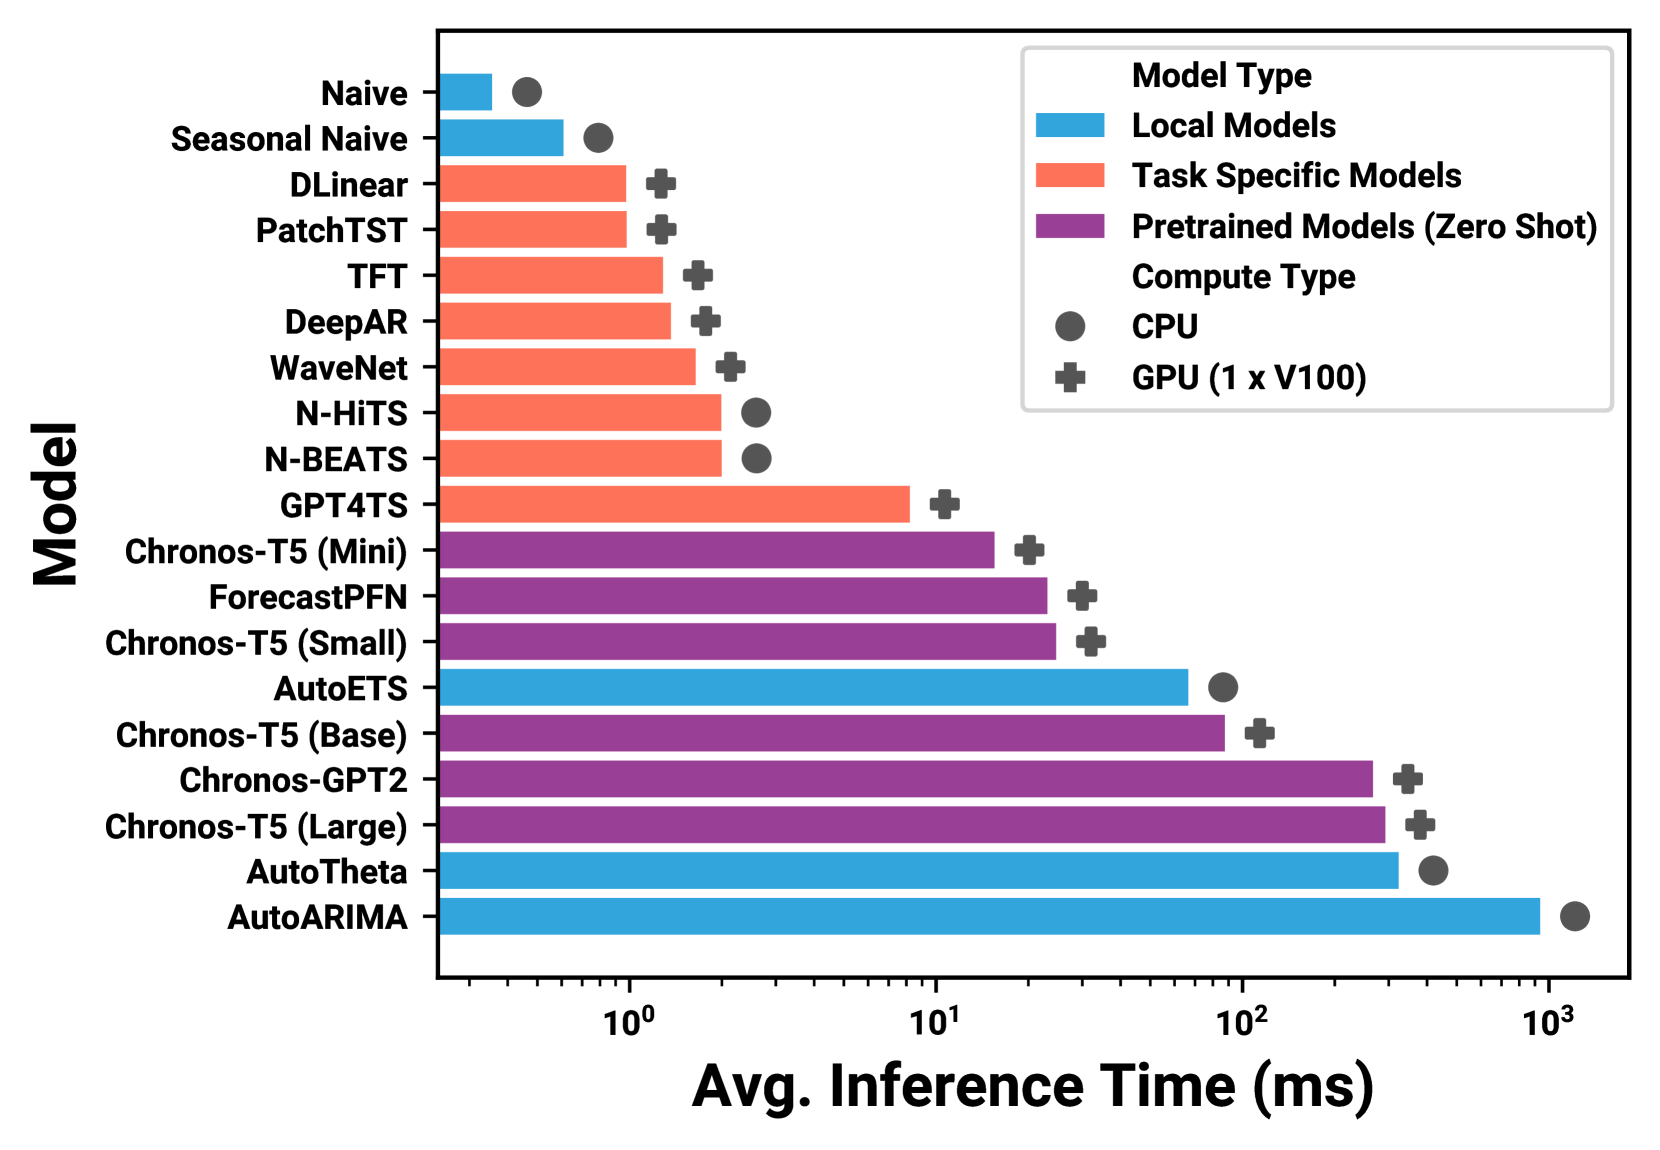 Model Type
Local Models
Task Specific Models
Pretrained Models (Zero Shot)
Compute Type
CPU
GPU (1 x V100)
Model
Naive
Seasonal Naive
DLinear
PatchTST
TFT
DeepAR
WaveNet
N-HiTS
N-BEATS
GPT4TS
Chronos-T5 (Mini)
ForecastPFN
Chronos-T5 (Small)
AutoETS
Chronos-T5 (Base)
Chronos-GPT2
Chronos-T5 (Large)
AutoTheta
AutoARIMA
10⁰ 10¹ 10² 10³
Avg. Inference Time (ms)